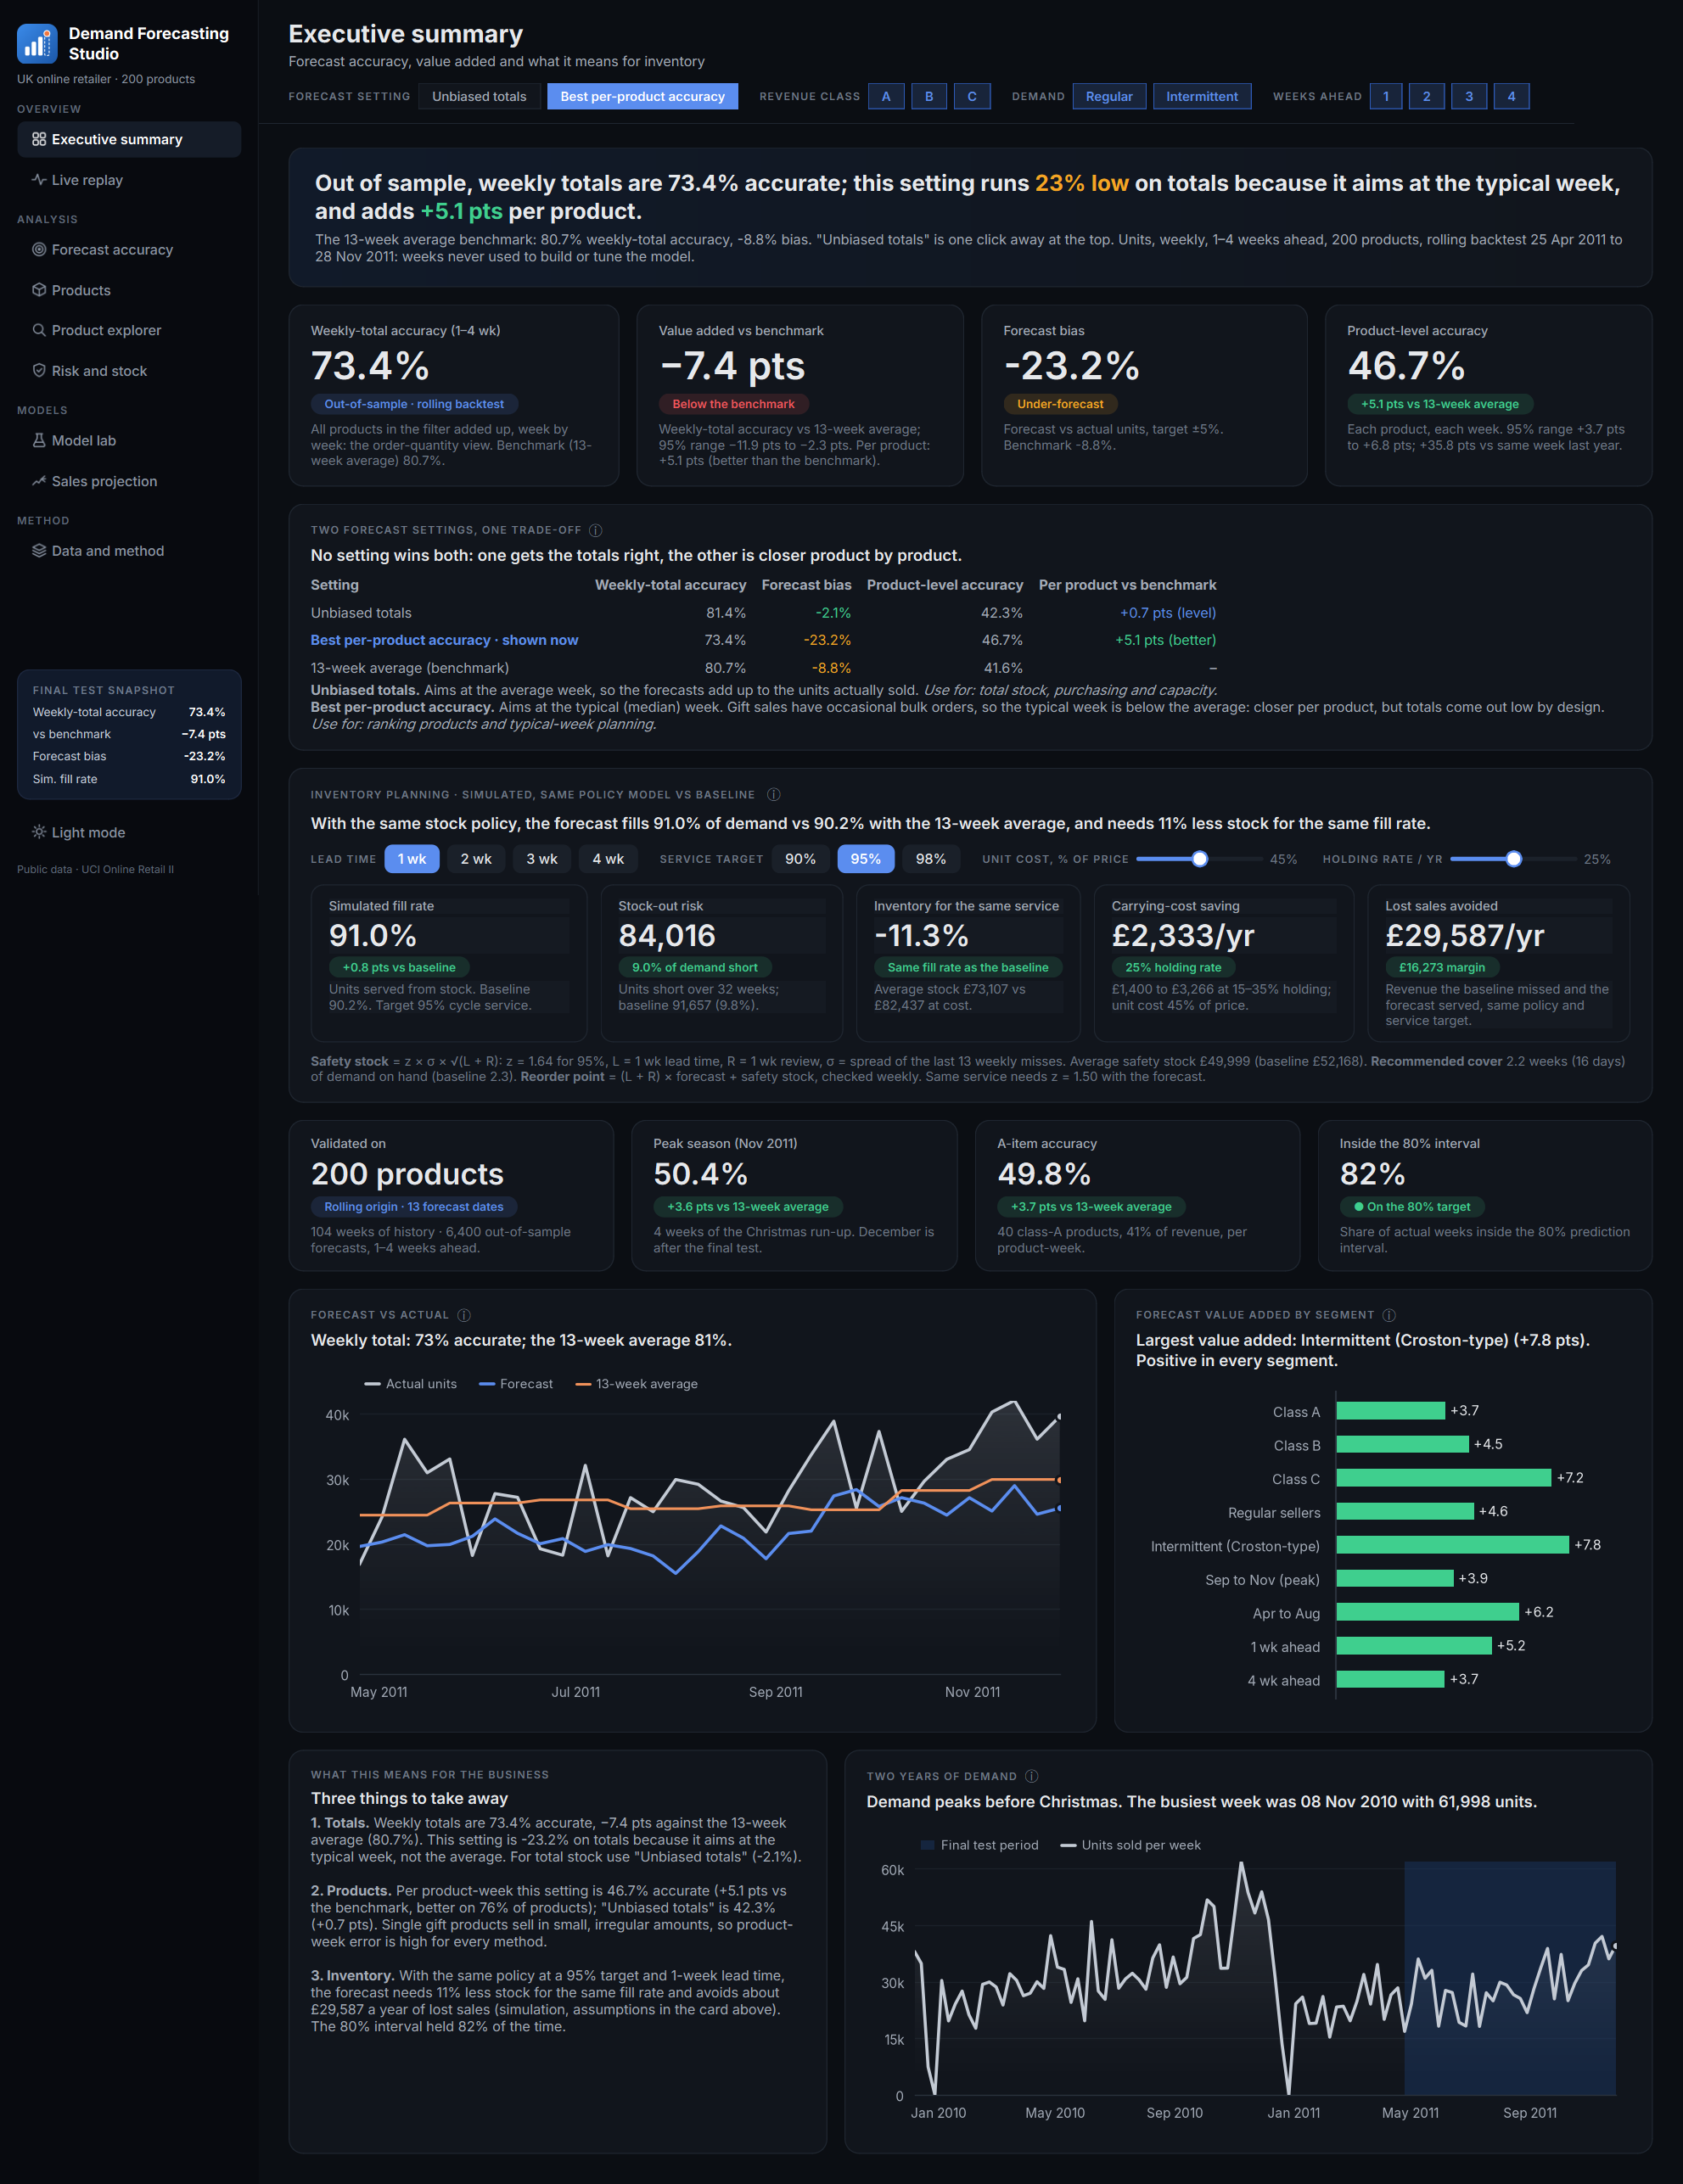 Demand Forecasting
Studio
UK online retailer · 200 products
OVERVIEW
Executive summary
Live replay
ANALYSIS
Forecast accuracy
Products
Product explorer
Risk and stock
MODELS
Model lab
Sales projection
METHOD
Data and method
FINAL TEST SNAPSHOT
Weekly-total accuracy 73.4%
vs benchmark −7.4 pts
Forecast bias -23.2%
Sim. fill rate 91.0%
Light mode
Public data · UCI Online Retail II
Executive summary
Forecast accuracy, value added and what it means for inventory
FORECAST SETTING Unbiased totals Best per-product accuracy REVENUE CLASS A B C DEMAND Regular Intermittent WEEKS AHEAD 1 2 3 4
Out of sample, weekly totals are 73.4% accurate; this setting runs 23% low on totals because it aims at the typical week,
and adds +5.1 pts per product.
The 13-week average benchmark: 80.7% weekly-total accuracy, -8.8% bias. "Unbiased totals" is one click away at the top. Units, weekly, 1–4 weeks ahead, 200 products, rolling backtest 25 Apr 2011 to
28 Nov 2011: weeks never used to build or tune the model.
Weekly-total accuracy (1–4 wk)
73.4%
Out-of-sample · rolling backtest
All products in the filter added up, week by
week: the order-quantity view. Benchmark (13-
week average) 80.7%.
Value added vs benchmark
−7.4 pts
Below the benchmark
Weekly-total accuracy vs 13-week average;
95% range −11.9 pts to −2.3 pts. Per product:
+5.1 pts (better than the benchmark).
Forecast bias
-23.2%
Under-forecast
Forecast vs actual units, target ±5%.
Benchmark -8.8%.
Product-level accuracy
46.7%
+5.1 pts vs 13-week average
Each product, each week. 95% range +3.7 pts
to +6.8 pts; +35.8 pts vs same week last year.
TWO FORECAST SETTINGS, ONE TRADE-OFF ⓘ
No setting wins both: one gets the totals right, the other is closer product by product.
Setting Weekly-total accuracy Forecast bias Product-level accuracy Per product vs benchmark
Unbiased totals 81.4% -2.1% 42.3% +0.7 pts (level)
Best per-product accuracy · shown now 73.4% -23.2% 46.7% +5.1 pts (better)
13-week average (benchmark) 80.7% -8.8% 41.6% –
Unbiased totals. Aims at the average week, so the forecasts add up to the units actually sold. Use for: total stock, purchasing and capacity.
Best per-product accuracy. Aims at the typical (median) week. Gift sales have occasional bulk orders, so the typical week is below the average: closer per product, but totals come out low by design.
Use for: ranking products and typical-week planning.
INVENTORY PLANNING · SIMULATED, SAME POLICY MODEL VS BASELINE ⓘ
With the same stock policy, the forecast fills 91.0% of demand vs 90.2% with the 13-week average, and needs 11% less stock for the same fill rate.
LEAD TIME 1 wk 2 wk 3 wk 4 wk SERVICE TARGET 90% 95% 98% UNIT COST, % OF PRICE 45% HOLDING RATE / YR 25%
Simulated fill rate
91.0%
+0.8 pts vs baseline
Units served from stock. Baseline
90.2%. Target 95% cycle service.
Stock-out risk
84,016
9.0% of demand short
Units short over 32 weeks;
baseline 91,657 (9.8%).
Inventory for the same service
-11.3%
Same fill rate as the baseline
Average stock £73,107 vs
£82,437 at cost.
Carrying-cost saving
£2,333/yr
25% holding rate
£1,400 to £3,266 at 15–35% holding;
unit cost 45% of price.
Lost sales avoided
£29,587/yr
£16,273 margin
Revenue the baseline missed and the
forecast served, same policy and
service target.
Safety stock = z × σ × √(L + R): z = 1.64 for 95%, L = 1 wk lead time, R = 1 wk review, σ = spread of the last 13 weekly misses. Average safety stock £49,999 (baseline £52,168). Recommended cover 2.2 weeks (16 days)
of demand on hand (baseline 2.3). Reorder point = (L + R) × forecast + safety stock, checked weekly. Same service needs z = 1.50 with the forecast.
Validated on
200 products
Rolling origin · 13 forecast dates
104 weeks of history · 6,400 out-of-sample
forecasts, 1–4 weeks ahead.
Peak season (Nov 2011)
50.4%
+3.6 pts vs 13-week average
4 weeks of the Christmas run-up. December is
after the final test.
A-item accuracy
49.8%
+3.7 pts vs 13-week average
40 class-A products, 41% of revenue, per
product-week.
Inside the 80% interval
82%
On the 80% target
Share of actual weeks inside the 80% prediction
interval.
FORECAST VS ACTUAL ⓘ
Weekly total: 73% accurate; the 13-week average 81%.
Actual units Forecast 13-week average
40k
30k
20k
10k
0
May 2011 Jul 2011 Sep 2011 Nov 2011
FORECAST VALUE ADDED BY SEGMENT ⓘ
Largest value added: Intermittent (Croston-type) (+7.8 pts).
Positive in every segment.
Class A +3.7
Class B +4.5
Class C +7.2
Regular sellers +4.6
Intermittent (Croston-type) +7.8
Sep to Nov (peak) +3.9
Apr to Aug +6.2
1 wk ahead +5.2
4 wk ahead +3.7
WHAT THIS MEANS FOR THE BUSINESS
Three things to take away
1. Totals. Weekly totals are 73.4% accurate, −7.4 pts against the 13-week
average (80.7%). This setting is -23.2% on totals because it aims at the
typical week, not the average. For total stock use "Unbiased totals" (-2.1%).
2. Products. Per product-week this setting is 46.7% accurate (+5.1 pts vs
the benchmark, better on 76% of products); "Unbiased totals" is 42.3%
(+0.7 pts). Single gift products sell in small, irregular amounts, so product-
week error is high for every method.
3. Inventory. With the same policy at a 95% target and 1-week lead time,
the forecast needs 11% less stock for the same fill rate and avoids about
£29,587 a year of lost sales (simulation, assumptions in the card above).
The 80% interval held 82% of the time.
TWO YEARS OF DEMAND ⓘ
Demand peaks before Christmas. The busiest week was 08 Nov 2010 with 61,998 units.
Final test period Units sold per week
60k
45k
30k
15k
0
Jan 2010 May 2010 Sep 2010 Jan 2011 May 2011 Sep 2011